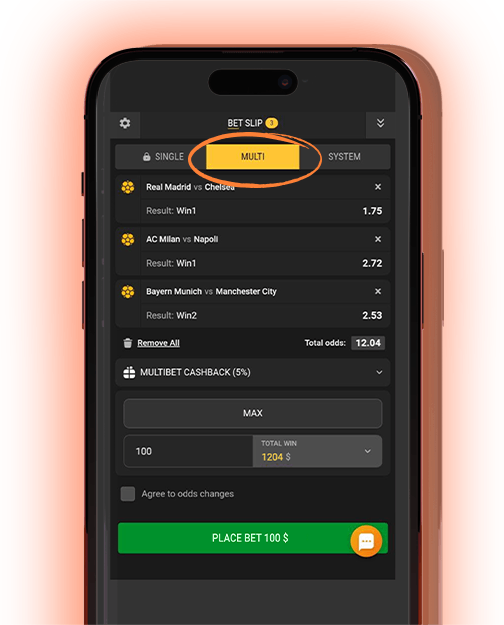 BET SLIP 3
SINGLE MULTI SYSTEM
Real Madrid vs Chelsea
Result: Win1 1.75
AC Milan vs Napoli
Result: Win1 2.72
Bayern Munich vs Manchester City
Result: Win2 2.53
Remove All Total odds: 12.04
MULTIBET CASHBACK (5%)
MAX
TOTAL WIN
100 1204 $
Agree to odds changes
PLACE BET 100 $